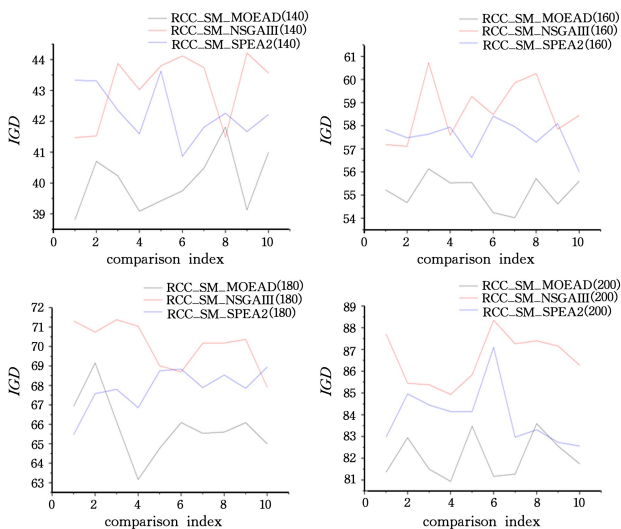 RCC_SM_MOEAD(140)
RCC_SM_NSGAIII(140)
RCC_SM_SPEA2(140)
44
43
42
41
40
39
IGD
0 2 4 6 8 10
comparison index
RCC_SM_MOEAD(160)
RCC_SM_NSGAIII(160)
RCC_SM_SPEA2(160)
61
60
59
58
57
56
55
54
IGD
0 2 4 6 8 10
comparison index
RCC_SM_MOEAD(180)
RCC_SM_NSGAIII(180)
RCC_SM_SPEA2(180)
72
71
70
69
68
67
66
65
64
63
IGD
0 2 4 6 8 10
comparison index
RCC_SM_MOEAD(200)
RCC_SM_NSGAIII(200)
RCC_SM_SPEA2(200)
89
88
87
86
85
84
83
82
81
IGD
0 2 4 6 8 10
comparison index